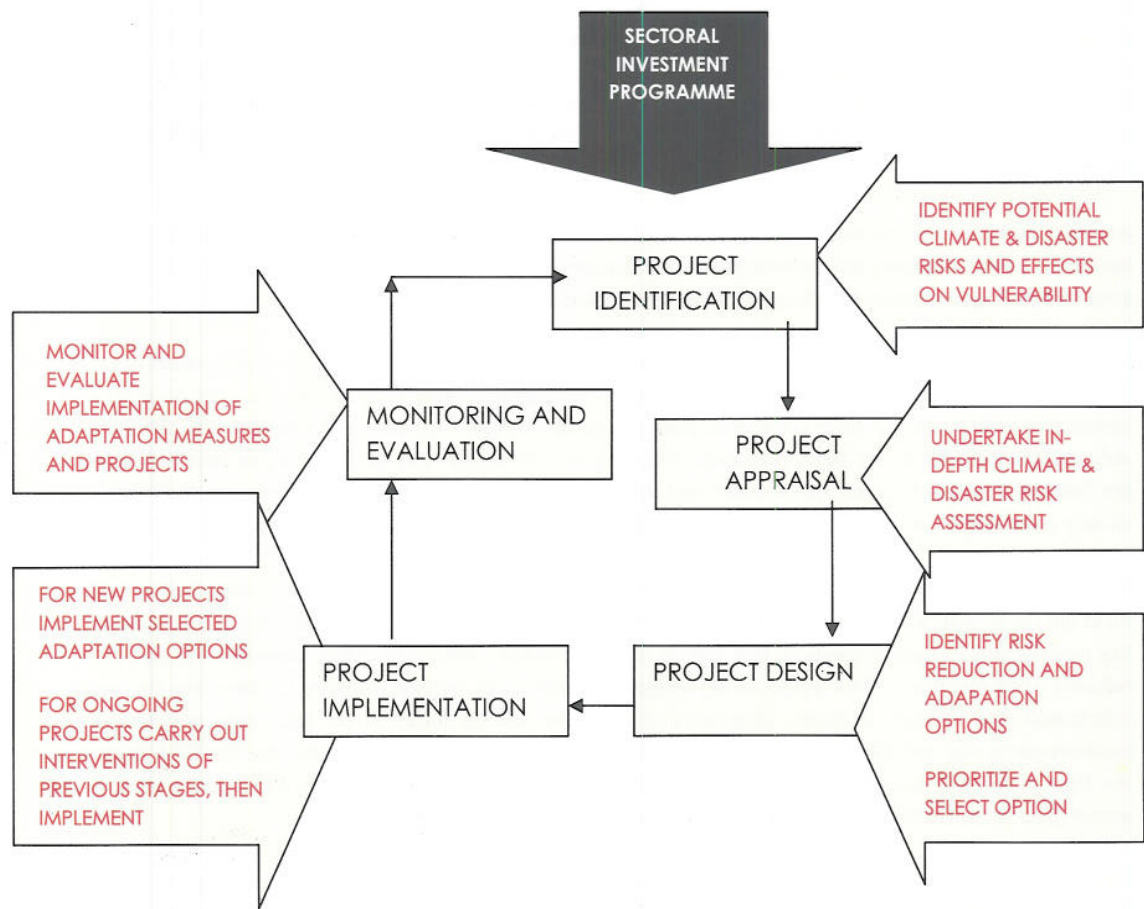 SECTORAL
INVESTMENT
PROGRAMME
IDENTIFY POTENTIAL
CLIMATE & DISASTER
RISKS AND EFFECTS
ON VULNERABILITY
PROJECT
IDENTIFICATION
MONITOR AND
EVALUATE
IMPLEMENTATION OF
ADAPTATION MEASURES
AND PROJECTS
MONITORING AND
EVALUATION
PROJECT
APPRAISAL
UNDERTAKE IN-
DEPTH CLIMATE &
DISASTER RISK
ASSESSMENT
FOR NEW PROJECTS
IMPLEMENT SELECTED
ADAPTATION OPTIONS
FOR ONGOING
PROJECTS CARRY OUT
INTERVENTIONS OF
PREVIOUS STAGES, THEN
IMPLEMENT
PROJECT
IMPLEMENTATION
PROJECT DESIGN
IDENTIFY RISK
REDUCTION AND
ADAPATION
OPTIONS
PRIORITIZE AND
SELECT OPTION